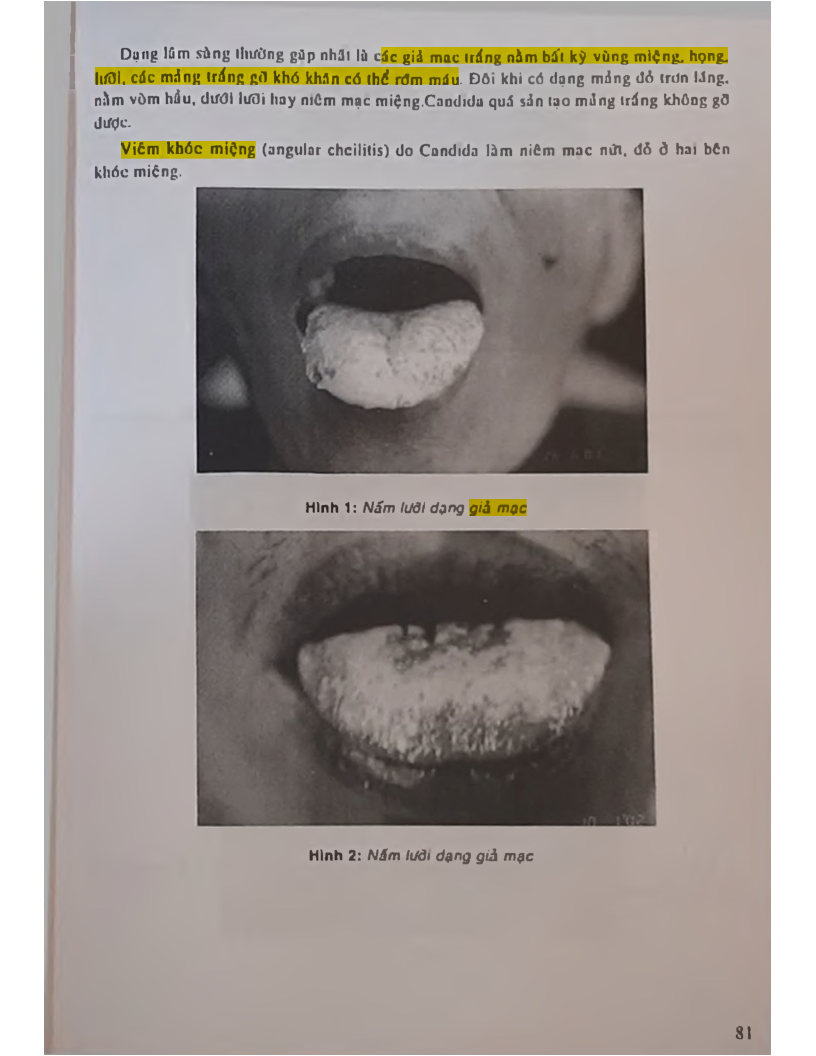 Dạng lâm sàng thường gặp nhất là các giả mạc trắng nằm bất kỳ vùng miệng, họng,
lưỡi, các mảng trắng gỡ khó khăn có thể rớm máu. Đôi khi có dạng mảng đỏ trơn láng,
nằm vòm hầu, dưới lưỡi hay niêm mạc miệng.Candida quá sản tạo mảng trắng không gỡ
được.
Viêm khóc miệng (angular cheilitis) do Candida làm niêm mạc nứt, đỏ ở hai bên
khóc miệng.
Hình 1: Nấm lưỡi dạng giả mạc
Hình 2: Nấm lưỡi dạng giả mạc
81